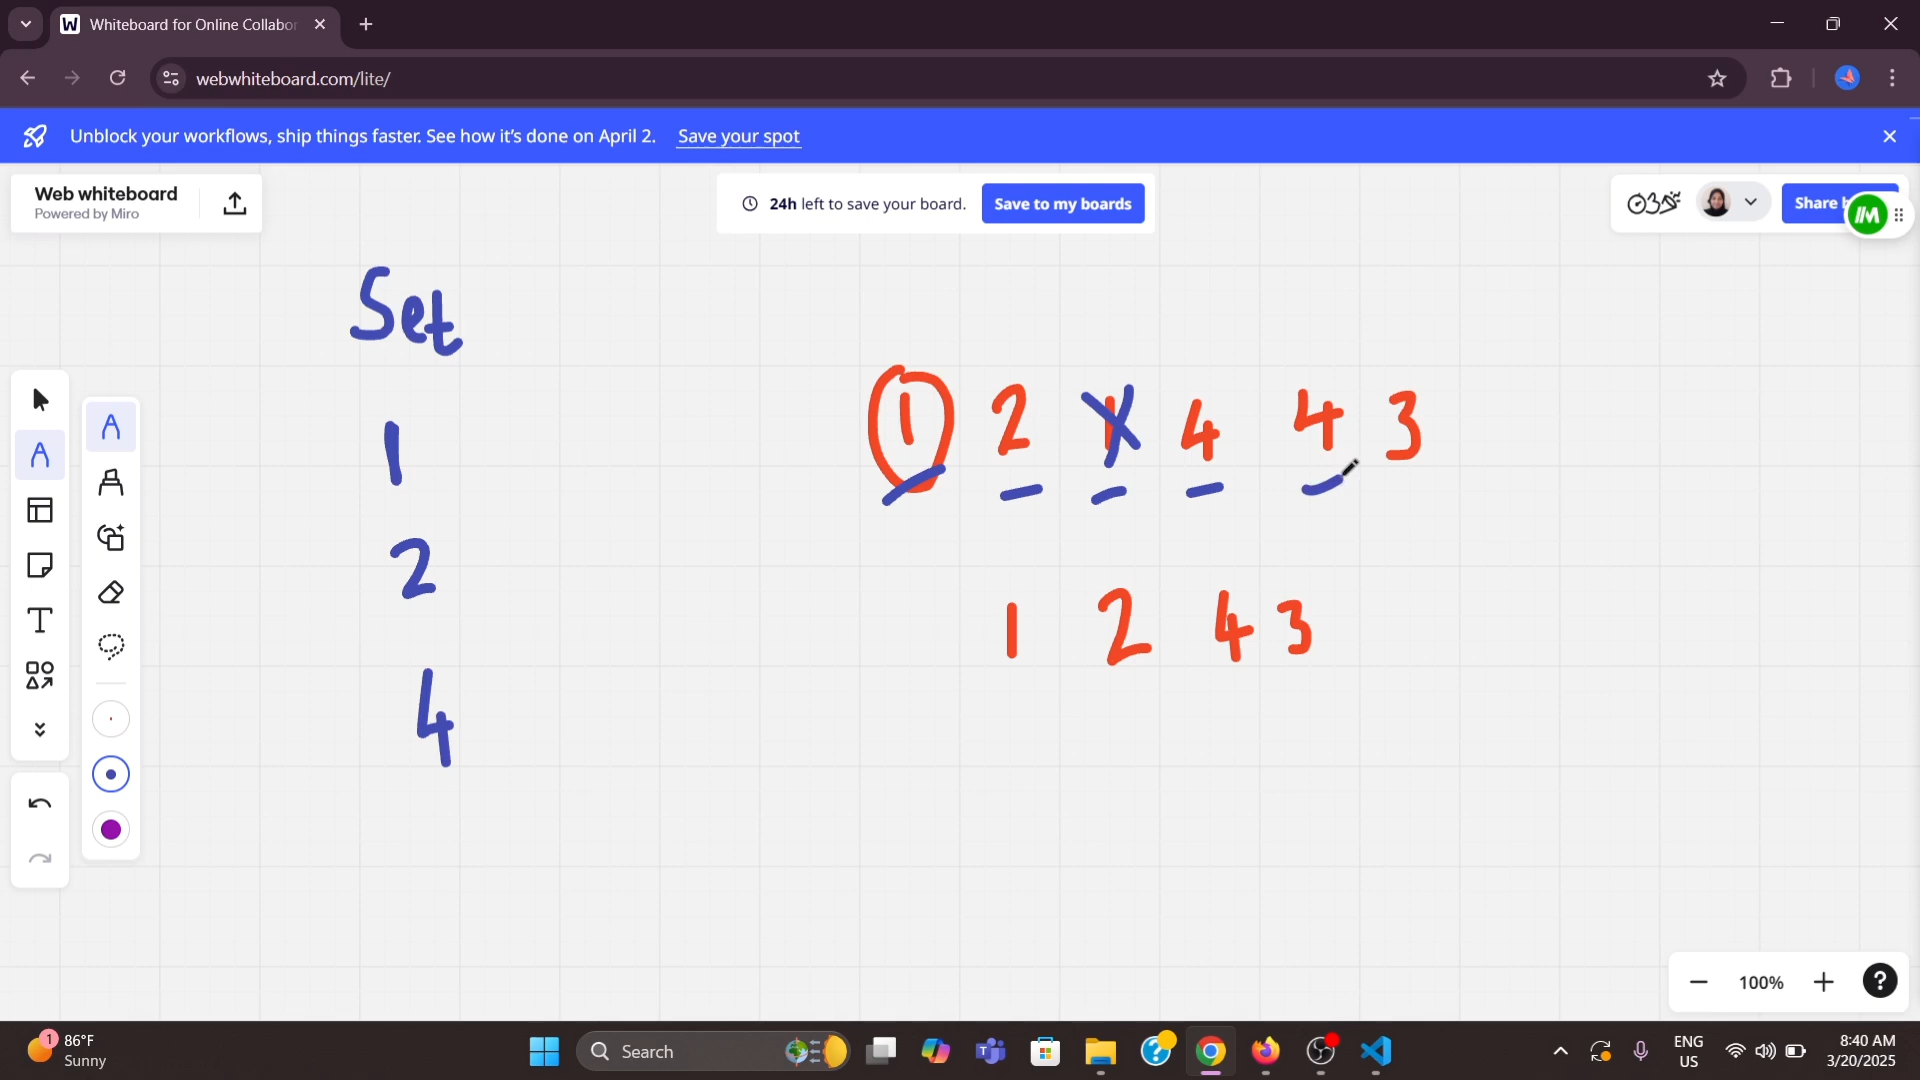 Whiteboard for Online Collabor
webwhiteboard.com/lite/
Unblock your workflows, ship things faster. See how it's done on April 2. Save your spot
Web whiteboard
Powered by Miro
24h left to save your board.
Save to my boards
Share
Set
1 2 1 4 4 3
1
2
1 2 4 3
4
100%
86°F
Sunny
Search
ENG
US
8:40 AM
3/20/2025